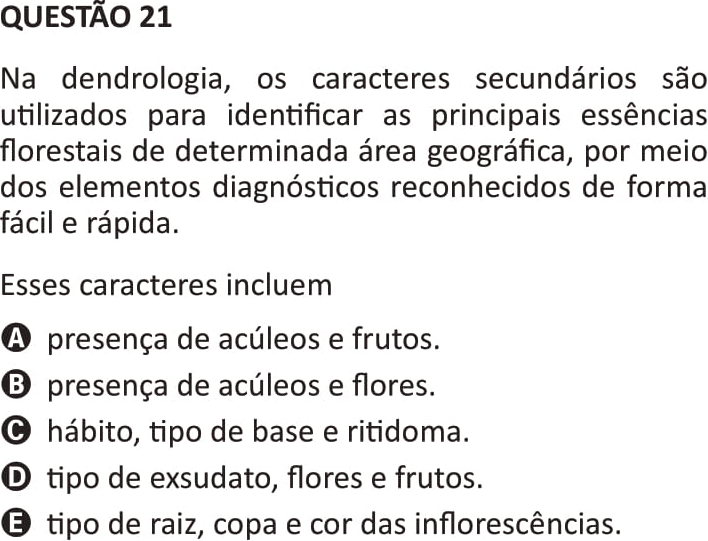 QUESTÃO 21
Na dendrologia, os caracteres secundários são
utilizados para identificar as principais essências
florestais de determinada área geográfica, por meio
dos elementos diagnósticos reconhecidos de forma
fácil e rápida.
Esses caracteres incluem
A presença de acúleos e frutos.
B presença de acúleos e flores.
C hábito, tipo de base e ritidoma.
D tipo de exsudato, flores e frutos.
E tipo de raiz, copa e cor das inflorescências.